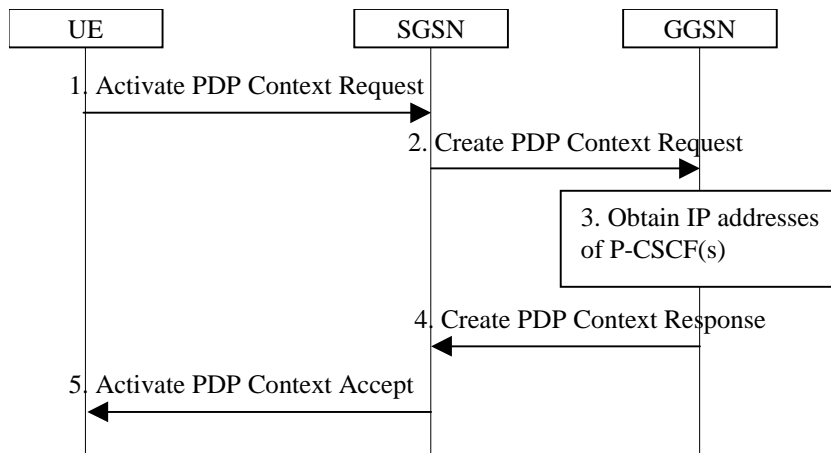 UE
SGSN
GGSN
1. Activate PDP Context Request
2. Create PDP Context Request
3. Obtain IP addresses
of P-CSCF(s)
4. Create PDP Context Response
5. Activate PDP Context Accept